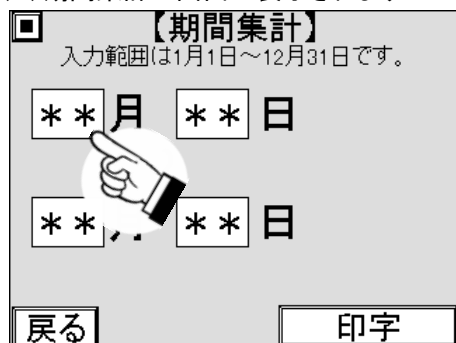 【期間集計】
入力範囲は1月1日～12月31日です。
＊＊月 ＊＊日
＊＊月 ＊＊日
戻る 印字